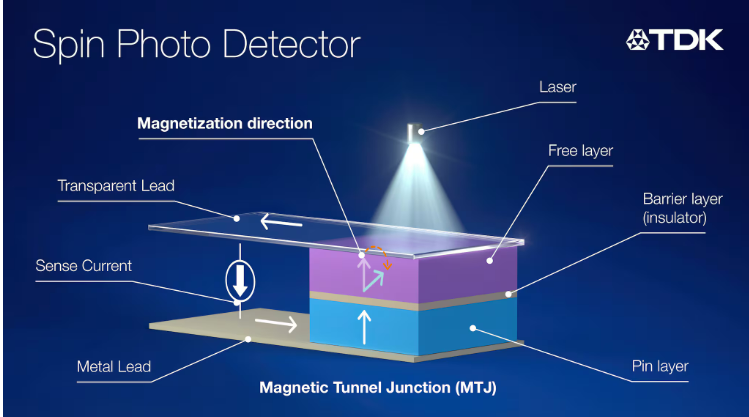 Spin Photo Detector
TDK
Laser
Magnetization direction
Free layer
Transparent Lead
Barrier layer
(insulator)
Sense Current
Metal Lead
Pin layer
Magnetic Tunnel Junction (MTJ)